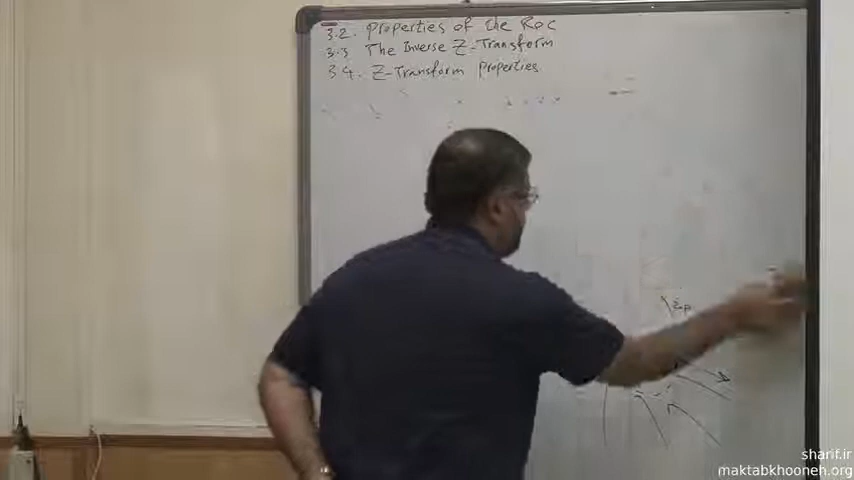 3.2. Properties of the ROC
3.3 The Inverse Z-Transform
3.4. Z-Transform Properties.
sharif.ir
maktabkhooneh.org